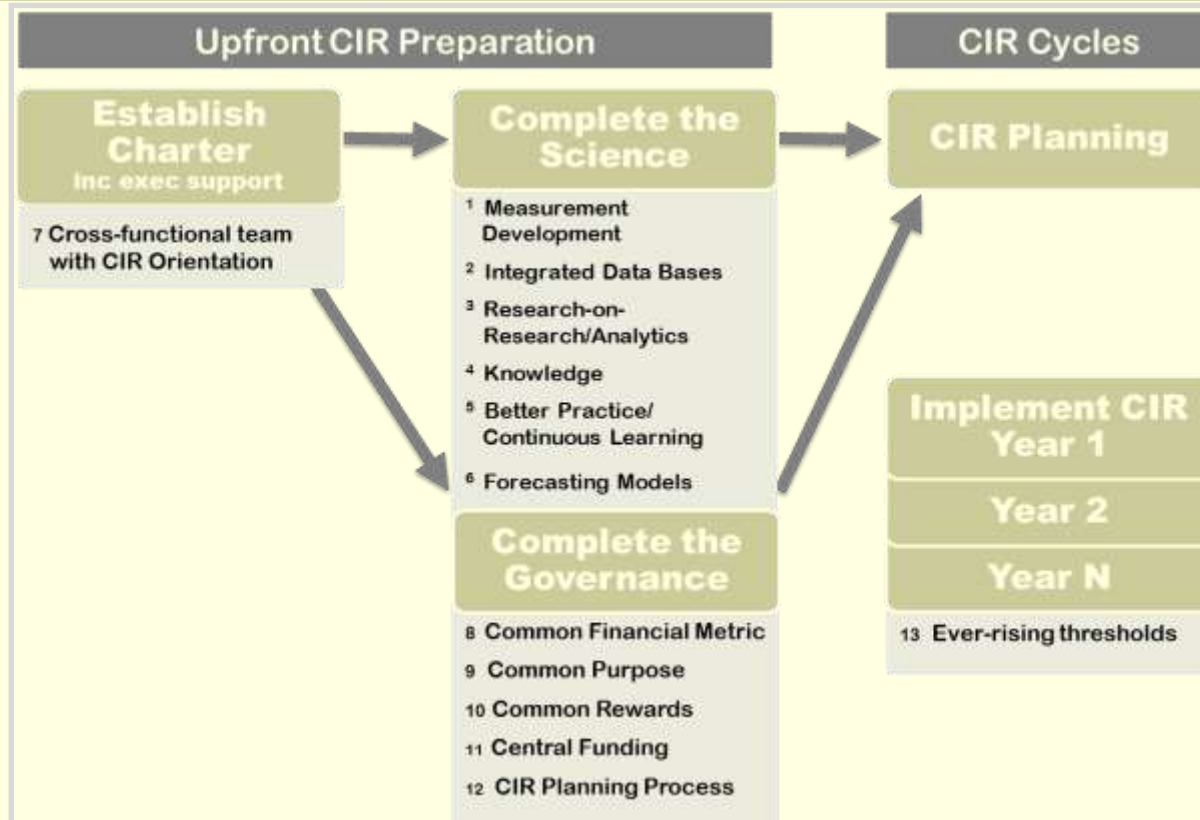 Upfront CIR Preparation
CIR Cycles
Establish
Charter
inc exec support
7 Cross-functional team
with CIR Orientation
Complete the
Science
1 Measurement
Development
2 Integrated Data Bases
3 Research-on-
Research/Analytics
4 Knowledge
5 Better Practice/
Continuous Learning
6 Forecasting Models
Complete the
Governance
8 Common Financial Metric
9 Common Purpose
10 Common Rewards
11 Central Funding
12 CIR Planning Process
CIR Planning
Implement CIR
Year 1
Year 2
Year N
13 Ever-rising thresholds